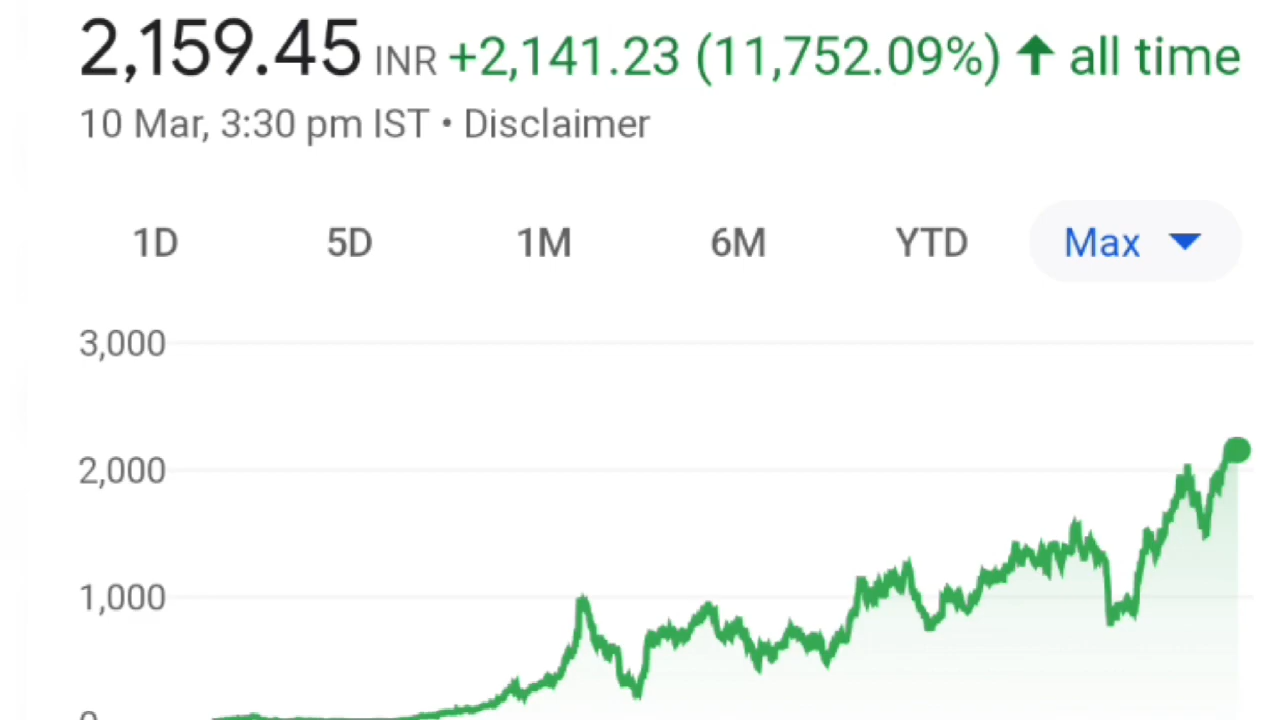 2,159.45 INR +2,141.23 (11,752.09%) ↑ all time
10 Mar, 3:30 pm IST • Disclaimer
1D 5D 1M 6M YTD Max
3,000
2,000
1,000
0